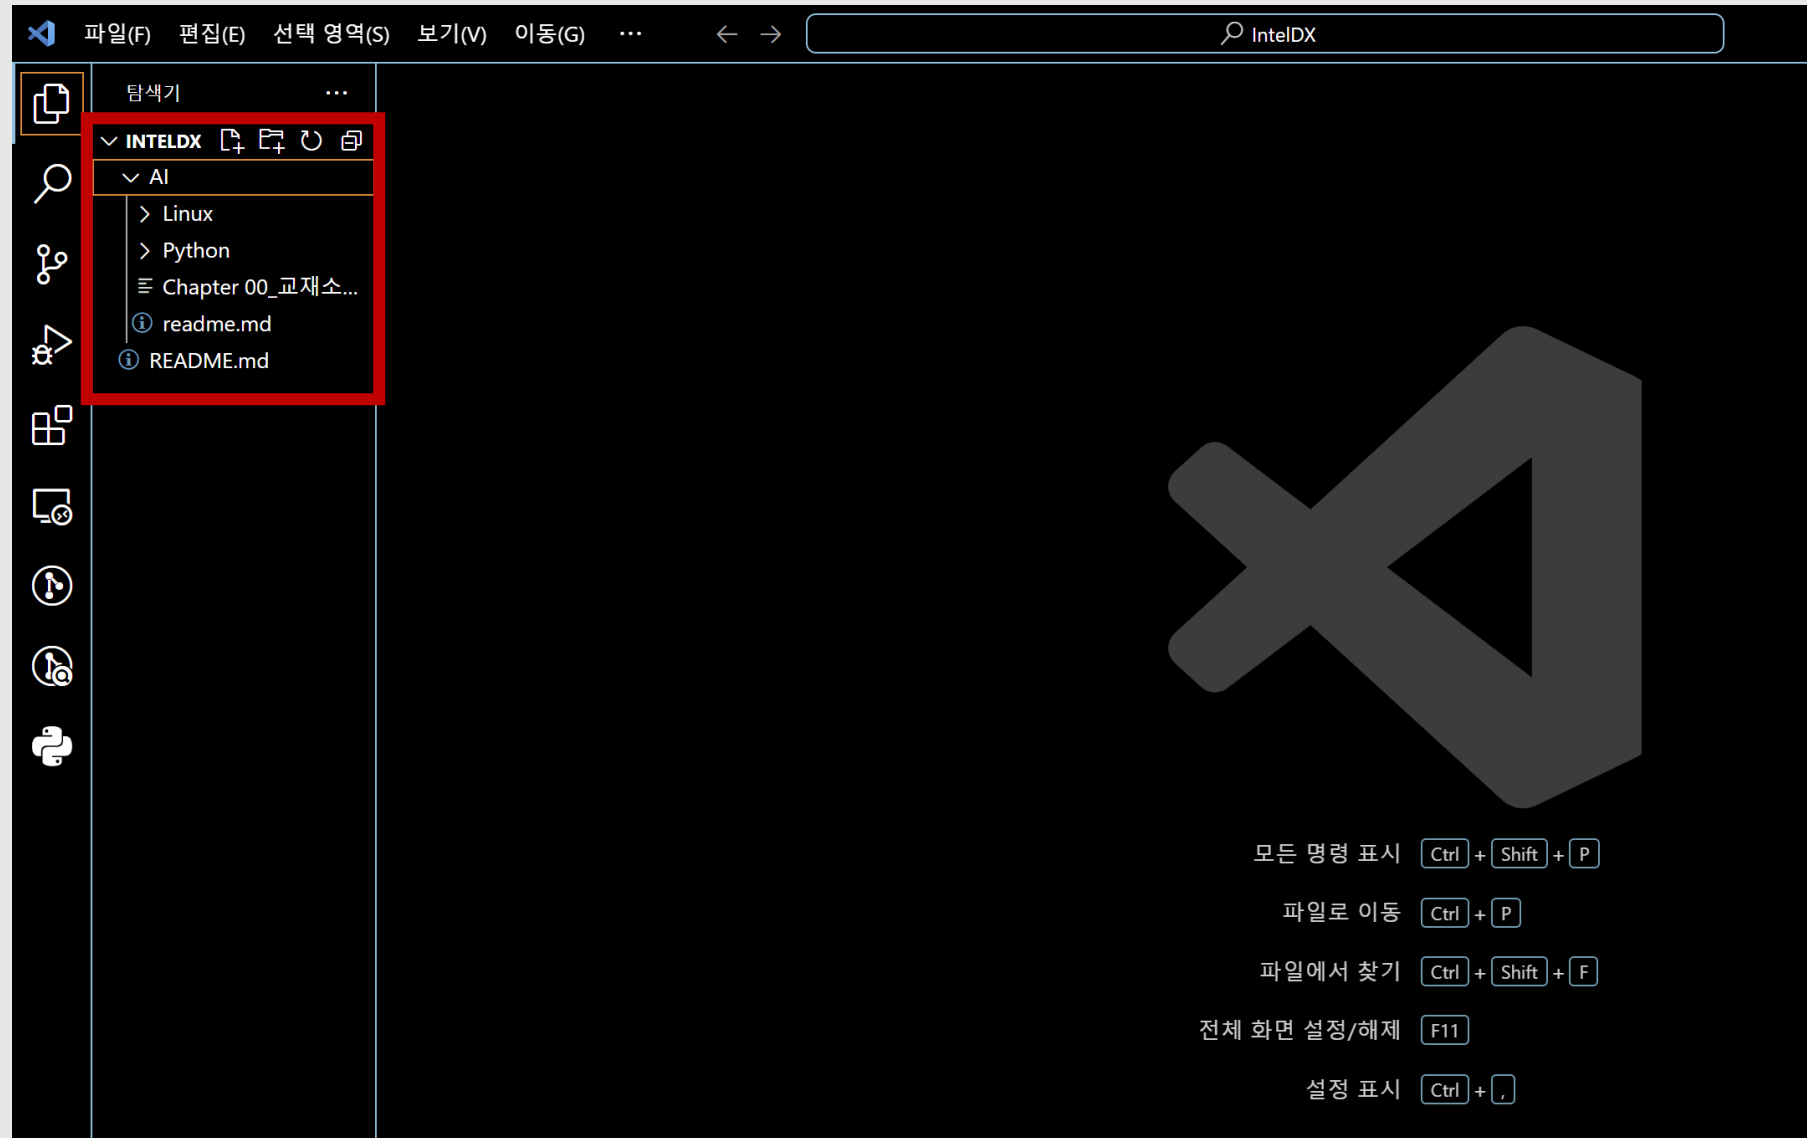 파일(F) 편집(E) 선택 영역(S) 보기(V) 이동(G) ··· IntelDX
탐색기 ···
INTELDX
AI
Linux
Python
Chapter 00_교재소...
readme.md
README.md
모든 명령 표시 Ctrl + Shift + P
파일로 이동 Ctrl + P
파일에서 찾기 Ctrl + Shift + F
전체 화면 설정/해제 F11
설정 표시 Ctrl + ,